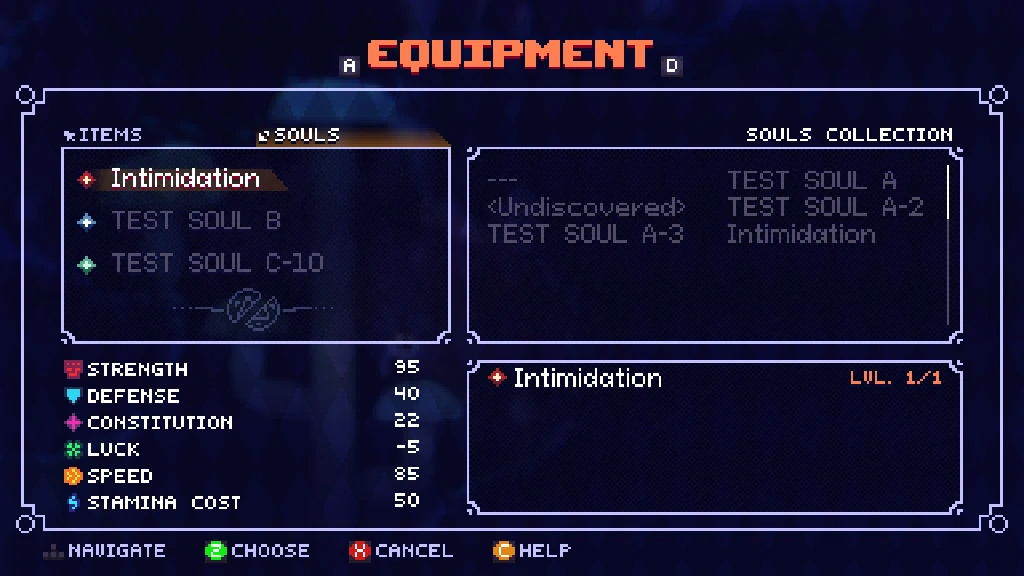 A EQUIPMENT D
ITEMS SOULS
SOULS COLLECTION
Intimidation
TEST SOUL B
TEST SOUL C-10
--- TEST SOUL A
<Undiscovered> TEST SOUL A-2
TEST SOUL A-3 Intimidation
STRENGTH 95
DEFENSE 40
CONSTITUTION 22
LUCK -5
SPEED 85
STAMINA COST 50
Intimidation LVL. 1/1
NAVIGATE Z CHOOSE X CANCEL C HELP